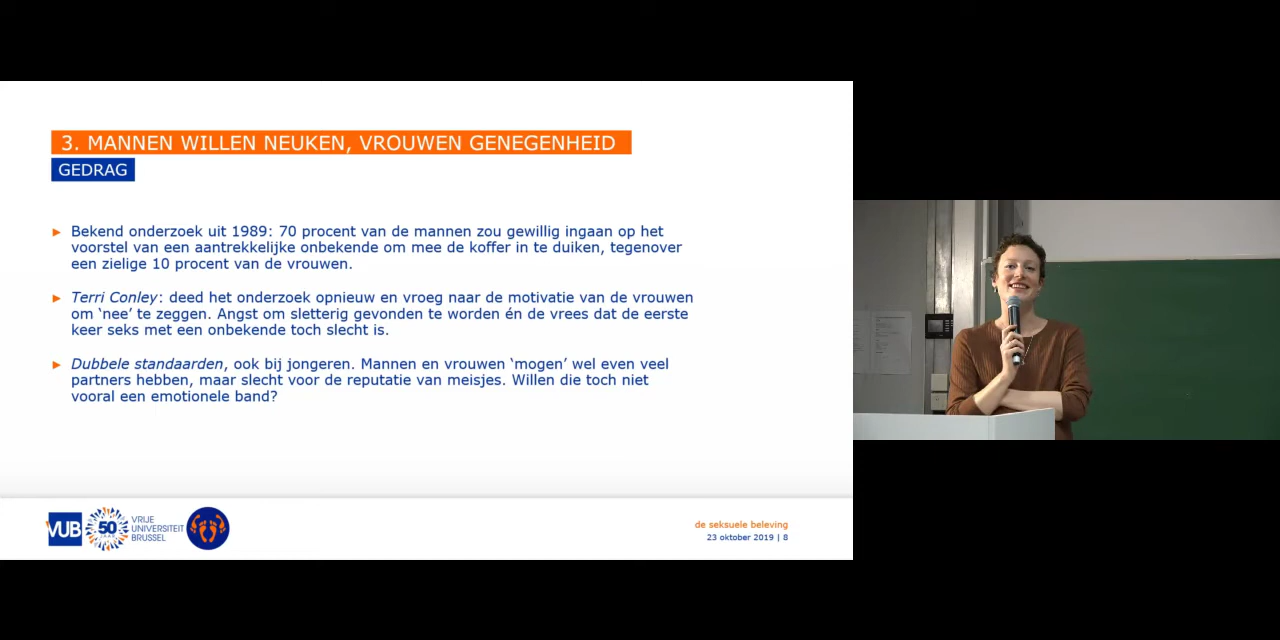 3. MANNEN WILLEN NEUKEN, VROUWEN GENEGENHEID
GEDRAG
► Bekend onderzoek uit 1989: 70 procent van de mannen zou gewillig ingaan op het
voorstel van een aantrekkelijke onbekende om mee de koffer in te duiken, tegenover
een zielige 10 procent van de vrouwen.
► Terri Conley: deed het onderzoek opnieuw en vroeg naar de motivatie van de vrouwen
om ‘nee’ te zeggen. Angst om sletterig gevonden te worden én de vrees dat de eerste
keer seks met een onbekende toch slecht is.
► Dubbele standaarden, ook bij jongeren. Mannen en vrouwen ‘mogen’ wel even veel
partners hebben, maar slecht voor de reputatie van meisjes. Willen die toch niet
vooral een emotionele band?
VUB
50
JAAR
VRIJE
UNIVERSITEIT
BRUSSEL
de seksuele beleving
23 oktober 2019 | 8